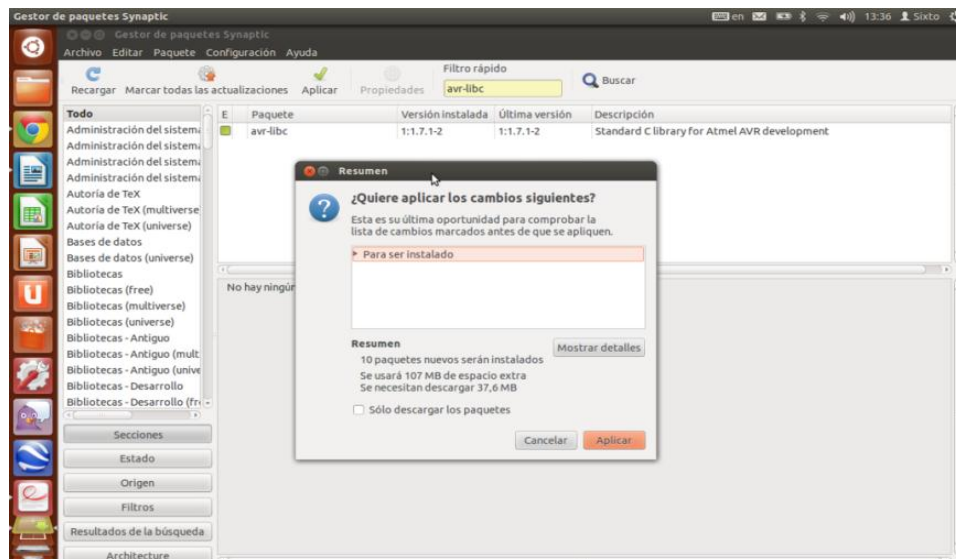 Gestor de paquetes Synaptic
en
13:36
Sixto
Gestor de paquetes Synaptic
Archivo Editar Paquete Configuración Ayuda
Recargar
Marcar todas las actualizaciones
Aplicar
Propiedades
Filtro rápido
avr-libc
Buscar
Todo
Administración del sistema
Administración del sistema
Administración del sistema
Administración del sistema
Autoría de TeX
Autoría de TeX (multiverse
Autoría de TeX (universe)
Bases de datos
Bases de datos (universe)
Bibliotecas
Bibliotecas (free)
Bibliotecas (multiverse)
Bibliotecas (universe)
Bibliotecas - Antiguo
Bibliotecas - Antiguo (mult
Bibliotecas - Antiguo (unive
Bibliotecas - Desarrollo
Bibliotecas - Desarrollo (fre
Secciones
Estado
Origen
Filtros
Resultados de la búsqueda
Architecture
E Paquete Versión instalada Última versión Descripción
avr-libc 1:1.7.1-2 1:1.7.1-2 Standard C library for Atmel AVR development
No hay ningún
Resumen
¿Quiere aplicar los cambios siguientes?
Esta es su última oportunidad para comprobar la
lista de cambios marcados antes de que se apliquen.
Para ser instalado
Resumen
10 paquetes nuevos serán instalados
Se usará 107 MB de espacio extra
Se necesitan descargar 37,6 MB
Mostrar detalles
Sólo descargar los paquetes
Cancelar
Aplicar